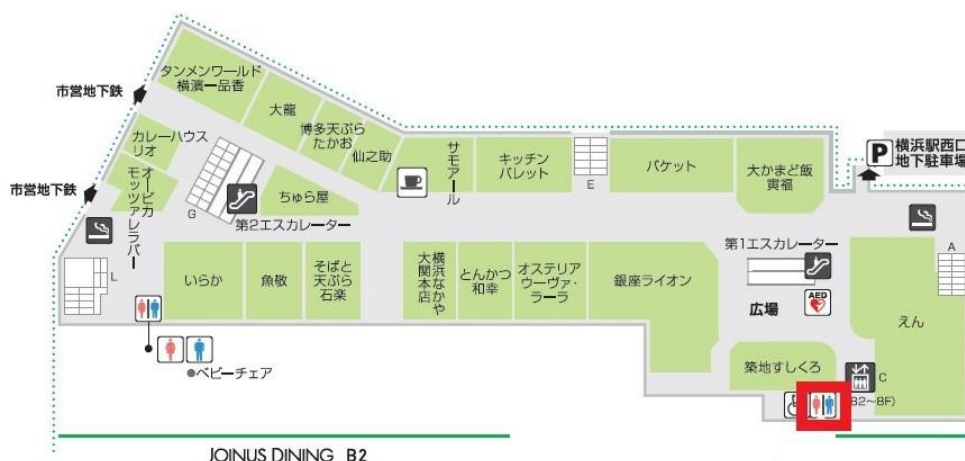 タンメンワールド
横濱一品香
市営地下鉄
大龍
博多天ぷら
たかお
仙之助
サモアール
キッチン
パレット
E
バケット
大かまど飯
寅福
P
横浜駅西口
地下駐車場
カレーハウス
リオ
オービカ
モッツァレラバー
市営地下鉄
G
ちゅら屋
第2エスカレーター
L
いらか
魚敬
そばと
天ぷら
石楽
横浜なかや
大関本店
とんかつ
和幸
オステリア
ウーヴァ・
ラーラ
銀座ライオン
第1エスカレーター
AED
広場
A
えん
築地すしくろ
C
B2~8F)
●ベビーチェア
JOINUS DINING B2